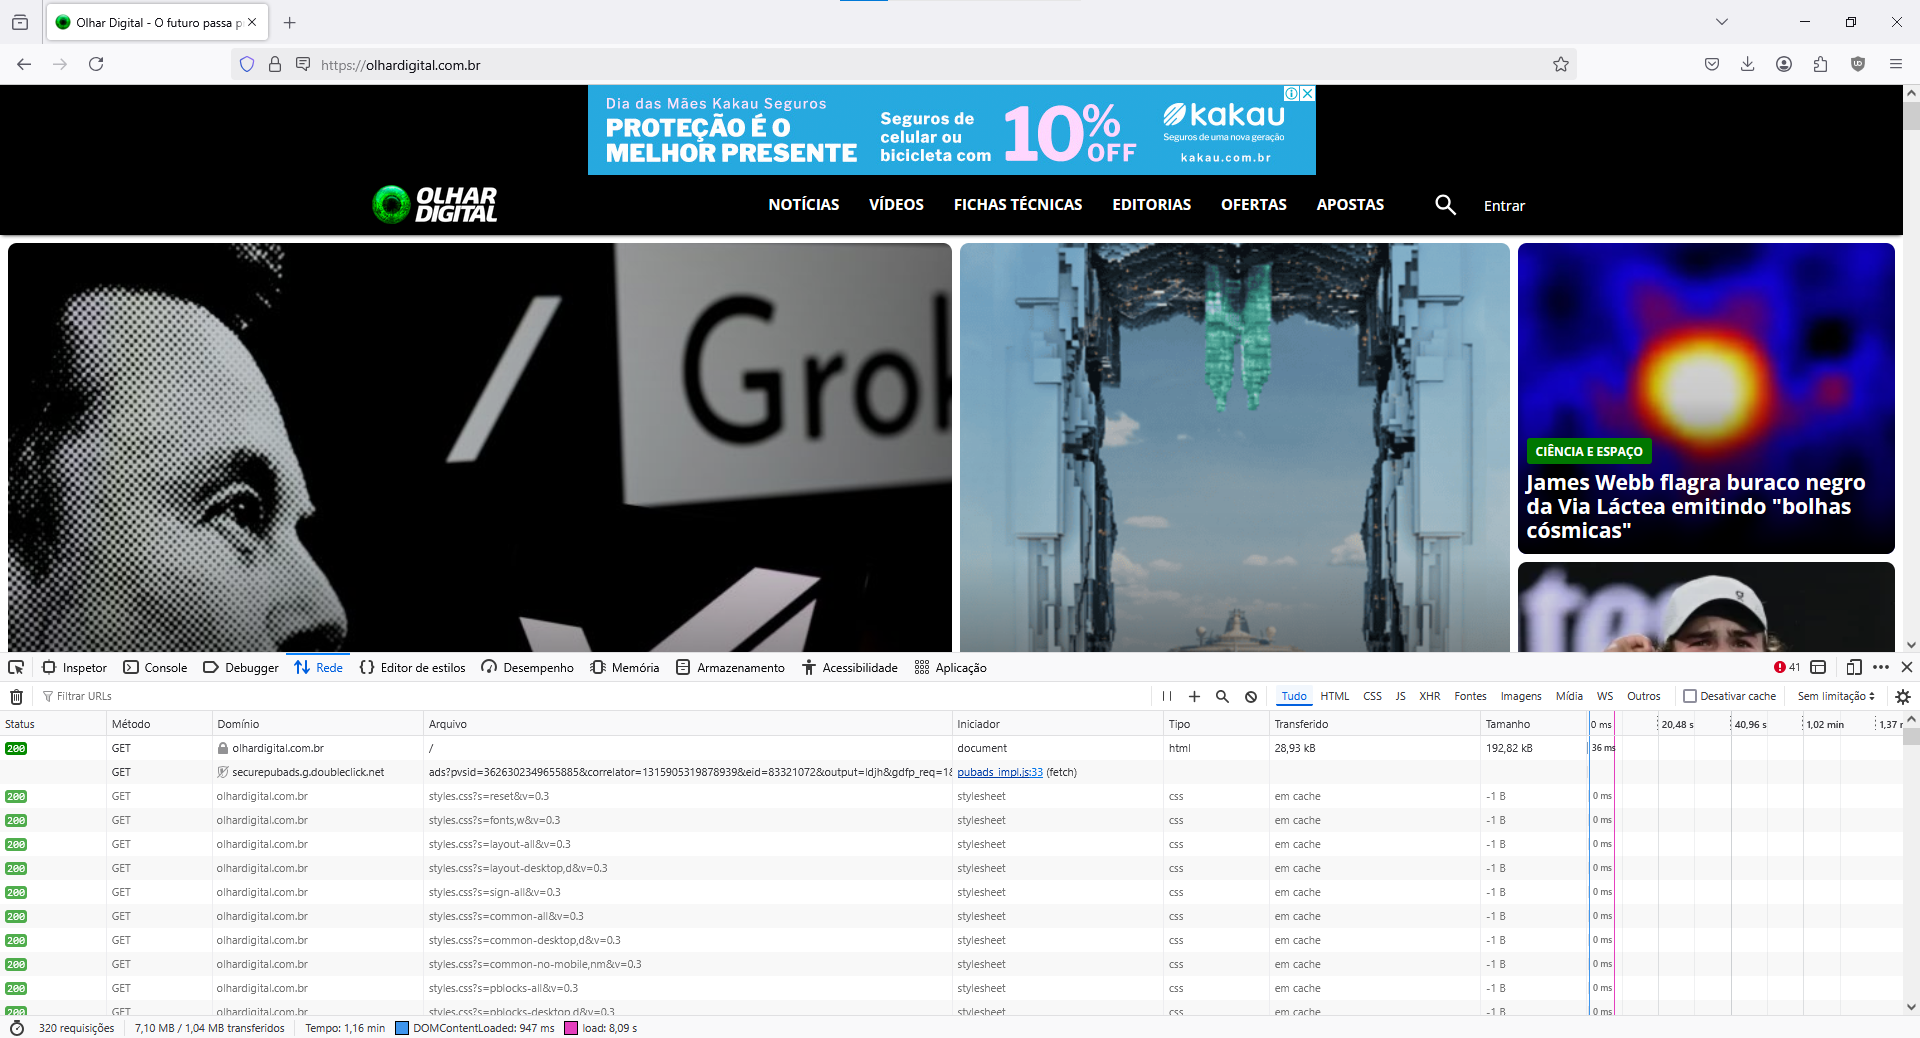 Olhar Digital - O futuro passa p
https://olhardigital.com.br
Dia das Mães Kakau Seguros
PROTEÇÃO É O
MELHOR PRESENTE
Seguros de
celular ou
bicicleta com
10%
OFF
kakau
Seguros de uma nova geração
kakau.com.br
OLHAR
DIGITAL
NOTÍCIAS VÍDEOS FICHAS TÉCNICAS EDITORIAS OFERTAS APOSTAS Entrar
Grok
CIÊNCIA E ESPAÇO
James Webb flagra buraco negro
da Via Láctea emitindo "bolhas
cósmicas"
Inspetor Console Debugger Rede Editor de estilos Desempenho Memória Armazenamento Acessibilidade Aplicação 41
Filtrar URLs Tudo HTML CSS JS XHR Fontes Imagens Mídia WS Outros Desativar cache Sem limitação
Status Método Domínio Arquivo Iniciador Tipo Transferido Tamanho 0 ms 20,48 s 40,96 s 1,02 min 1,37
200 GET olhardigital.com.br / document html 28,93 kB 192,82 kB 36 ms
GET securepubads.g.doubleclick.net ads?pvsid=3626302349655885&correlator=1315905319878939&eid=83321072&output=ldjh&gdfp_req=1& pubads_impl.js:33 (fetch)
200 GET olhardigital.com.br styles.css?s=reset&v=0.3 stylesheet css em cache -1 B 0 ms
200 GET olhardigital.com.br styles.css?s=fonts,w&v=0.3 stylesheet css em cache -1 B 0 ms
200 GET olhardigital.com.br styles.css?s=layout-all&v=0.3 stylesheet css em cache -1 B 0 ms
200 GET olhardigital.com.br styles.css?s=layout-desktop,d&v=0.3 stylesheet css em cache -1 B 0 ms
200 GET olhardigital.com.br styles.css?s=sign-all&v=0.3 stylesheet css em cache -1 B 0 ms
200 GET olhardigital.com.br styles.css?s=common-all&v=0.3 stylesheet css em cache -1 B 0 ms
200 GET olhardigital.com.br styles.css?s=common-desktop,d&v=0.3 stylesheet css em cache -1 B 0 ms
200 GET olhardigital.com.br styles.css?s=common-no-mobile,nm&v=0.3 stylesheet css em cache -1 B 0 ms
200 GET olhardigital.com.br styles.css?s=pblocks-all&v=0.3 stylesheet css em cache -1 B 0 ms
200 GET olhardigital.com.br styles.css?s=pblocks-desktop,d&v=0.3 stylesheet css em cache -1 B 0 ms
320 requisições 7,10 MB / 1,04 MB transferidos Tempo: 1,16 min DOMContentLoaded: 947 ms load: 8,09 s